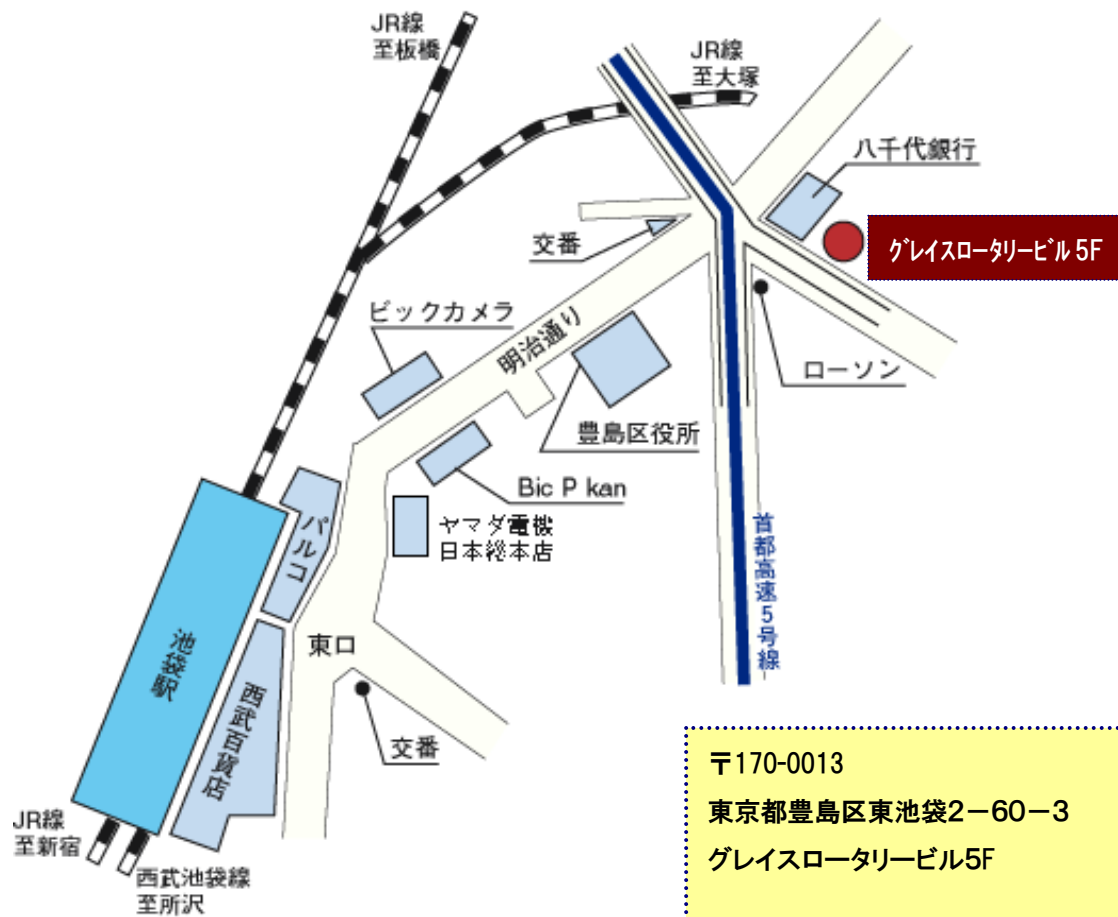 JR線
至板橋
JR線
至大塚
八千代銀行
グレイスロータリービル 5F
交番
ビックカメラ
明治通り
ローソン
豊島区役所
Bic P kan
パルコ
ヤマダ電機
日本総本店
首都高速5号線
東口
池袋駅
西武百貨店
交番
JR線
至新宿
西武池袋線
至所沢
〒170-0013
東京都豊島区東池袋2－60－3
グレイスロータリービル5F